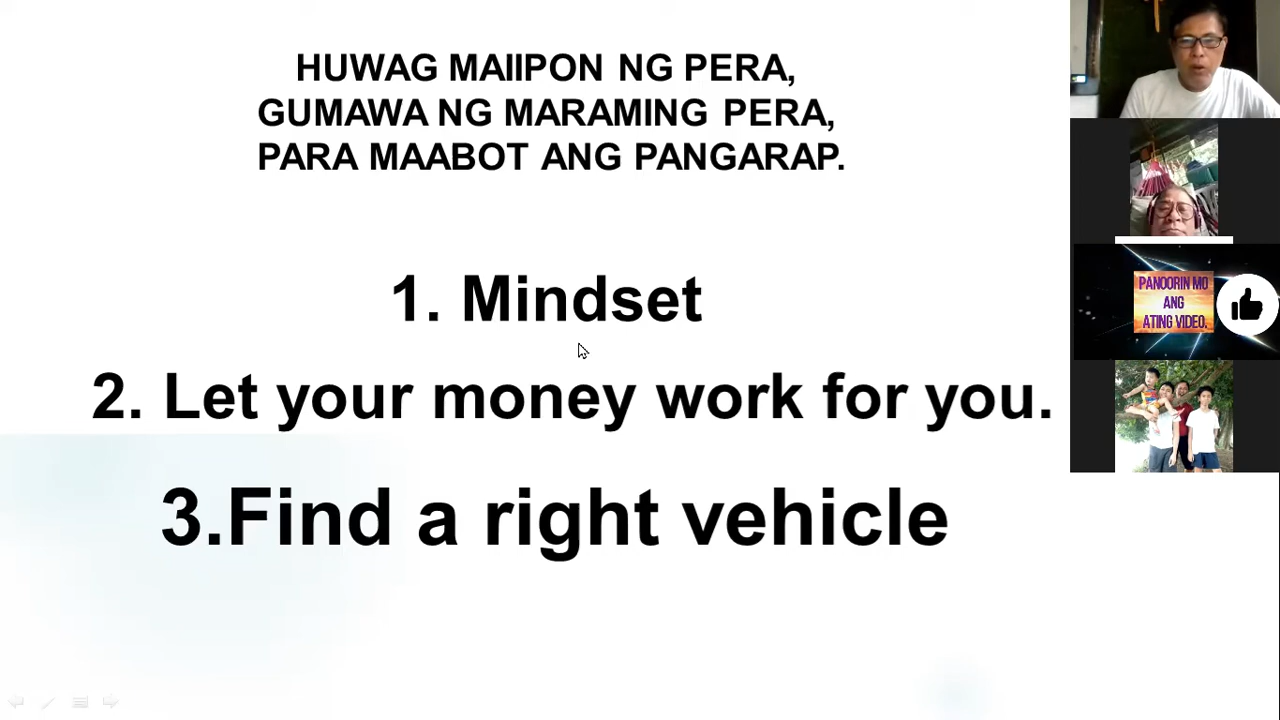 HUWAG MAIIPON NG PERA,
GUMAWA NG MARAMING PERA,
PARA MAABOT ANG PANGARAP.
1. Mindset
2. Let your money work for you.
3.Find a right vehicle
PANOORIN MO
ANG
ATING VIDEO.